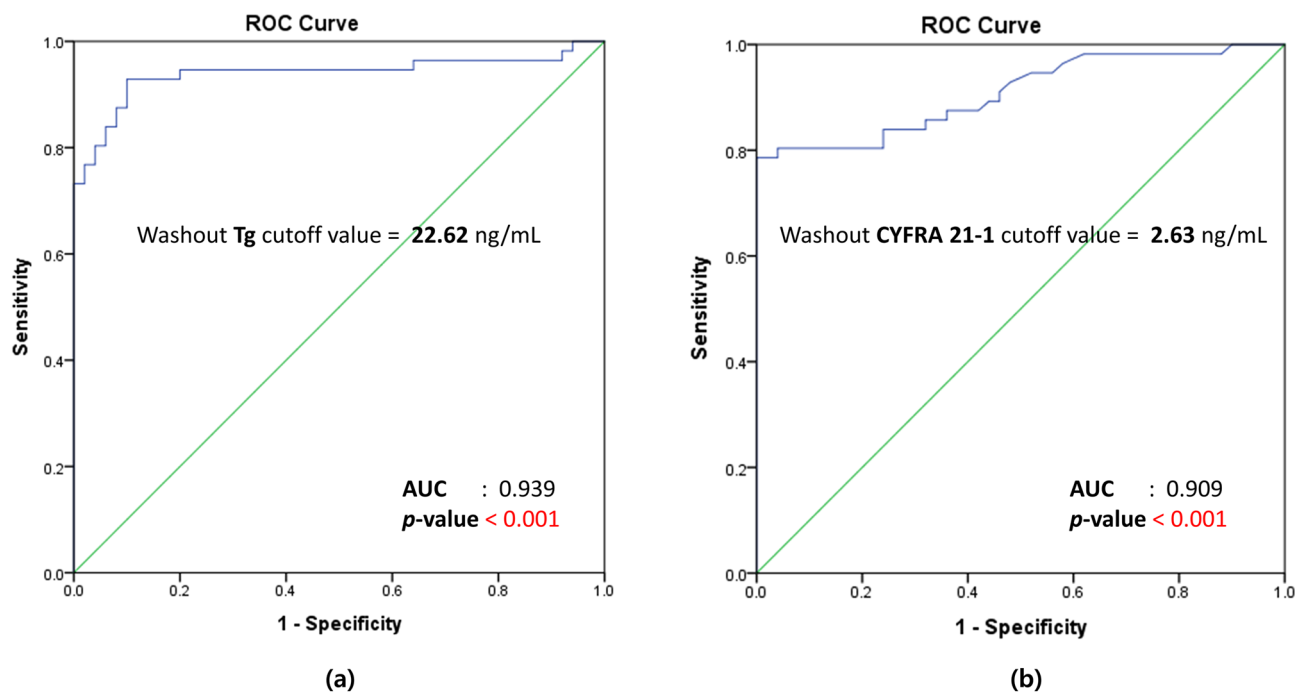 ROC Curve
1.0
0.8
0.6
0.4
0.2
0.0
Sensitivity
Washout Tg cutoff value = 22.62 ng/mL
AUC : 0.939
p-value < 0.001
0.0 0.2 0.4 0.6 0.8 1.0
1 - Specificity
(a)
ROC Curve
1.0
0.8
0.6
0.4
0.2
0.0
Sensitivity
Washout CYFRA 21-1 cutoff value = 2.63 ng/mL
AUC : 0.909
p-value < 0.001
0.0 0.2 0.4 0.6 0.8 1.0
1 - Specificity
(b)